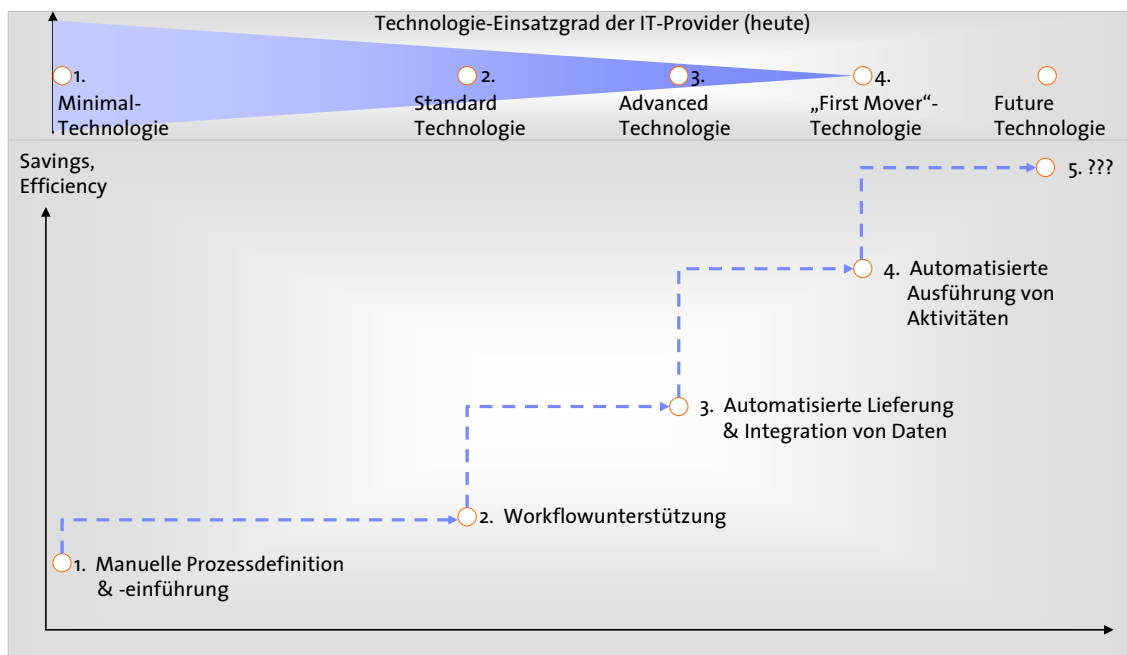 Technologie-Einsatzgrad der IT-Provider (heute)
1.
Minimal-
Technologie
2.
Standard
Technologie
3.
Advanced
Technologie
4.
„First Mover“-
Technologie
Future
Technologie
Savings,
Efficiency
5. ???
4. Automatisierte
Ausführung von
Aktivitäten
3. Automatisierte Lieferung
& Integration von Daten
2. Workflowunterstützung
1. Manuelle Prozessdefinition
& -einführung